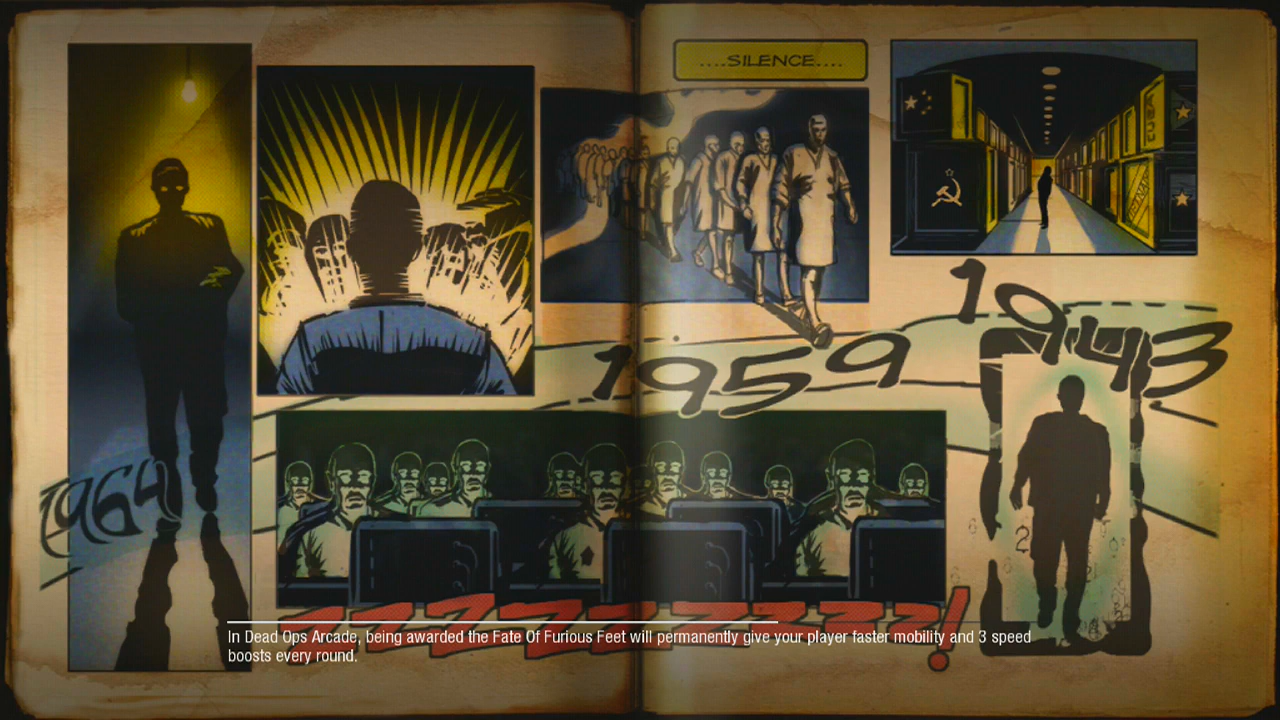 ....SILENCE....
1943
1959
1964
ZZZZZZZZZ?!
In Dead Ops Arcade, being awarded the Fate Of Furious Feet will permanently give your player faster mobility and 3 speed
boosts every round.